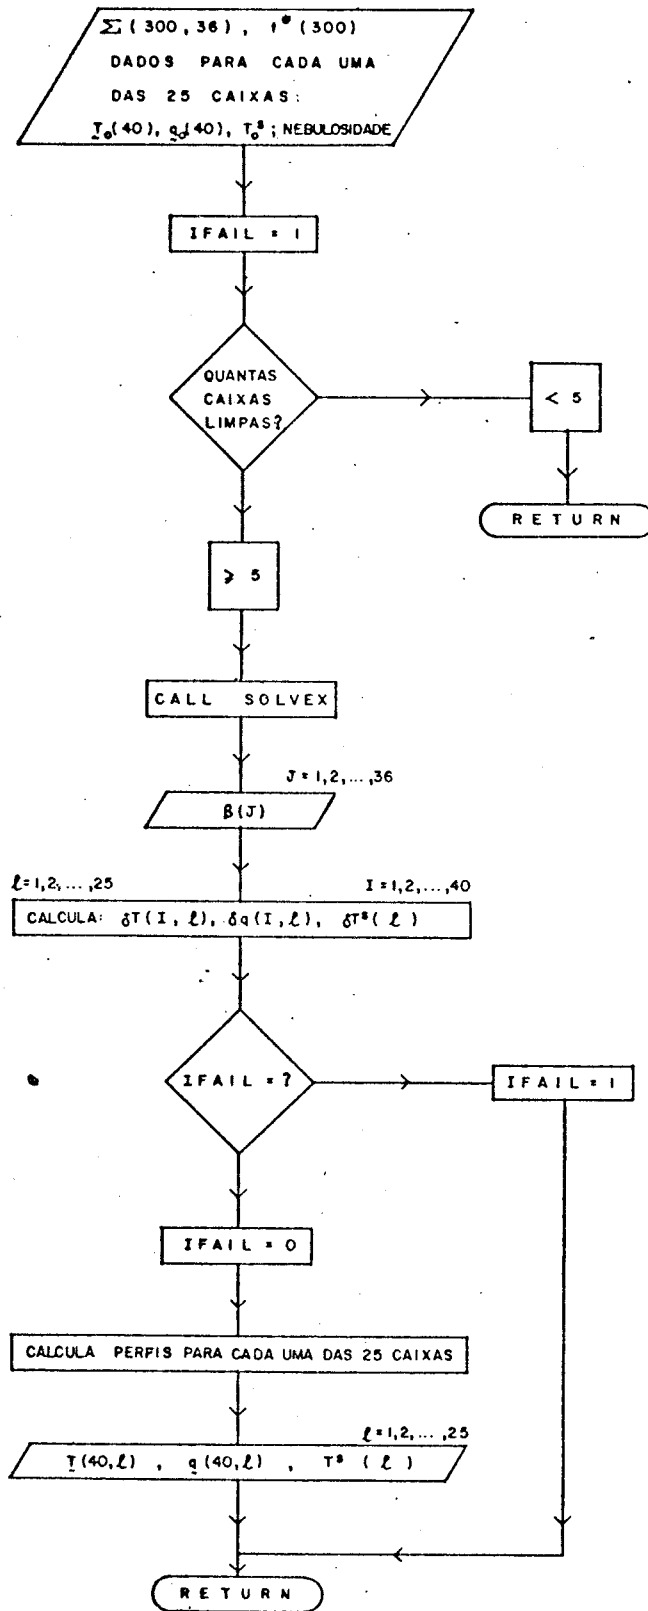 Σ(300,36), t*(300)
DADOS PARA CADA UMA
DAS 25 CAIXAS:
T₀(40), q₀(40), T₀ˢ; NEBULOSIDADE
IFAIL = 1
QUANTAS
CAIXAS
LIMPAS?
< 5
RETURN
≥ 5
CALL SOLVEX
J = 1,2,...,36
β(J)
ℓ=1,2,...,25
I=1,2,...,40
CALCULA: δT(I,ℓ), δq(I,ℓ), δTˢ(ℓ)
IFAIL = ?
IFAIL = 1
IFAIL = 0
CALCULA PERFIS PARA CADA UMA DAS 25 CAIXAS
ℓ=1,2,...,25
T(40,ℓ), q(40,ℓ), Tˢ(ℓ)
RETURN